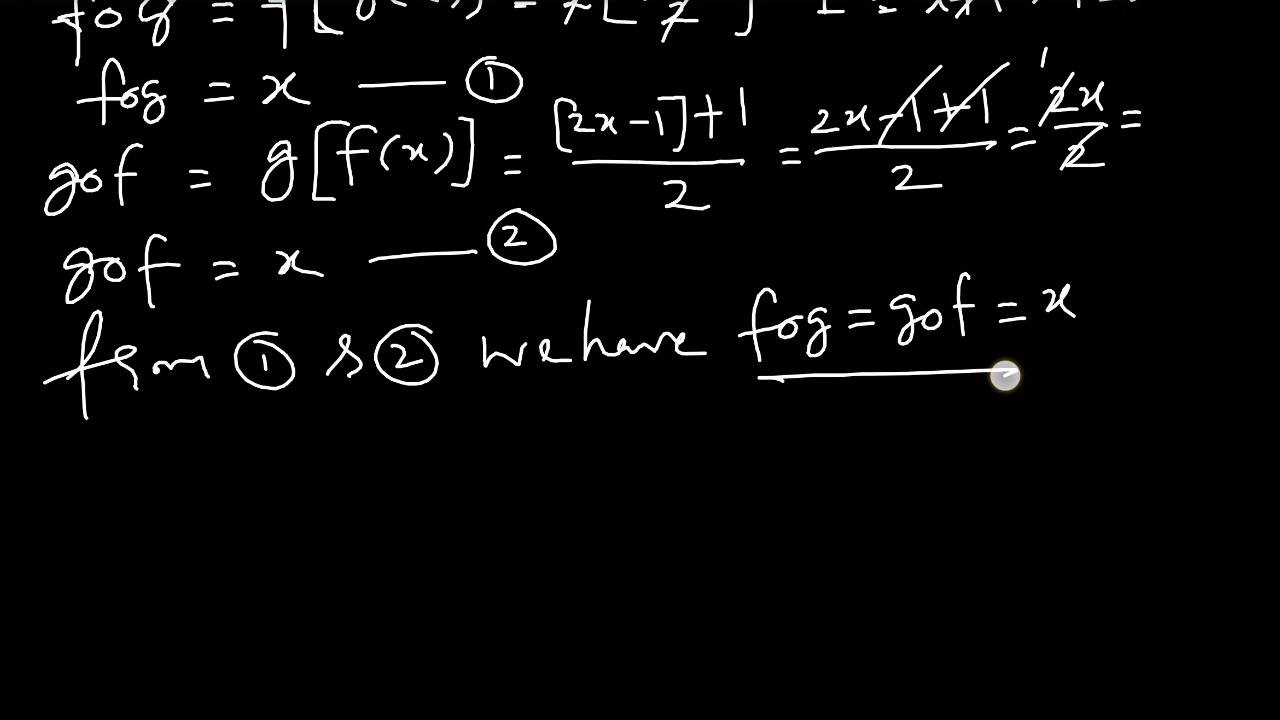 fog =
fog = x —— ①
gof = g[f(x)] = [2x-1]+1 / 2 = 2x-1+1 / 2 = 2x / 2 =
gof = x —— ②
from ① & ② we have fog = gof = x